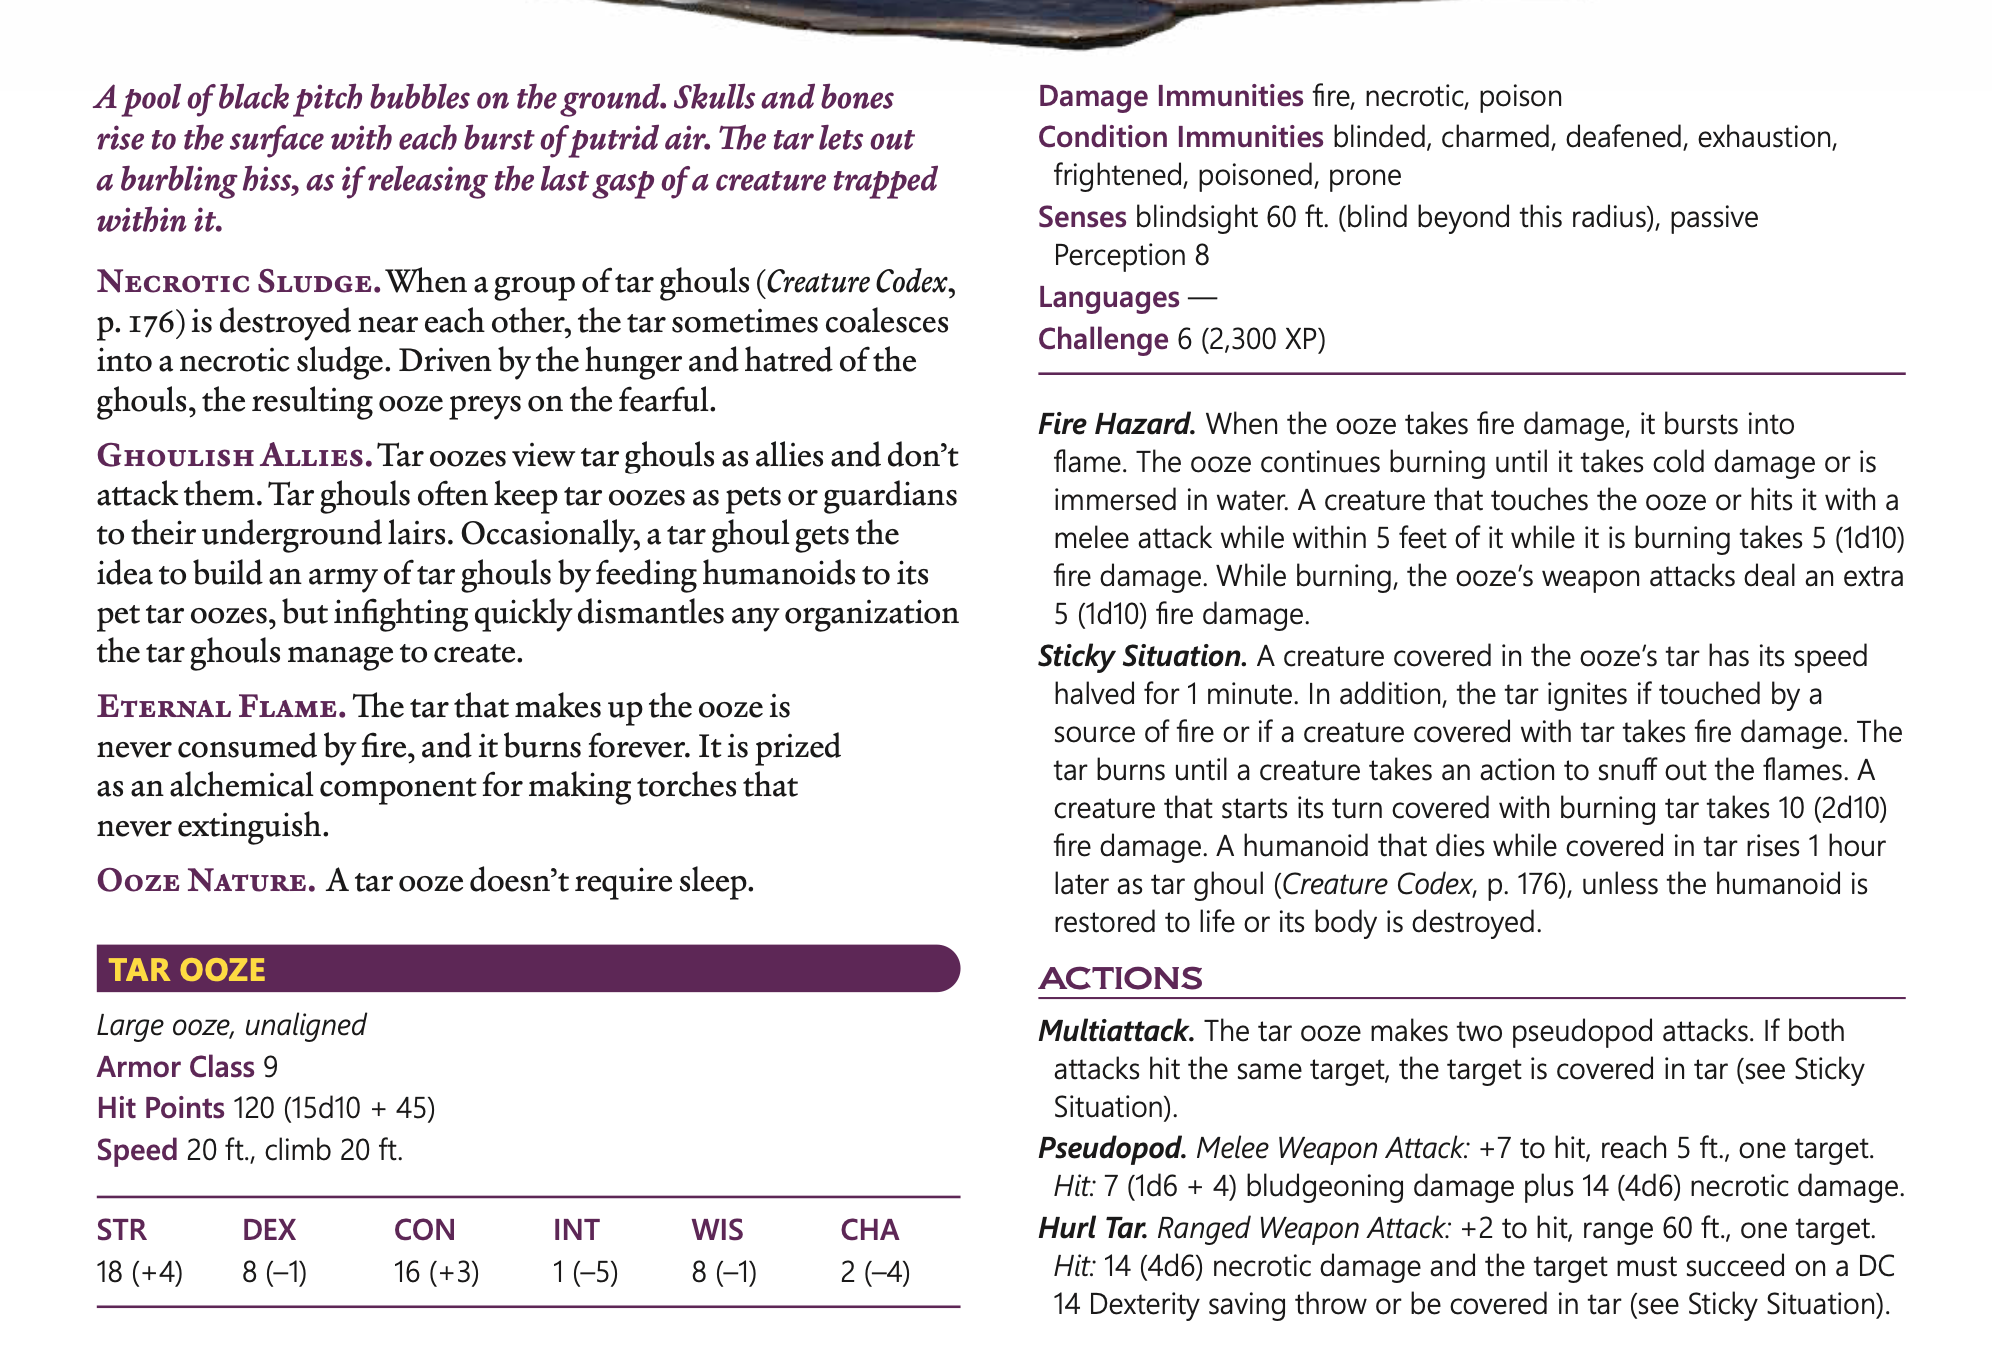 A pool of black pitch bubbles on the ground. Skulls and bones
rise to the surface with each burst of putrid air. The tar lets out
a burbling hiss, as if releasing the last gasp of a creature trapped
within it.
Necrotic Sludge. When a group of tar ghouls (Creature Codex,
p. 176) is destroyed near each other, the tar sometimes coalesces
into a necrotic sludge. Driven by the hunger and hatred of the
ghouls, the resulting ooze preys on the fearful.
Ghoulish Allies. Tar oozes view tar ghouls as allies and don’t
attack them. Tar ghouls often keep tar oozes as pets or guardians
to their underground lairs. Occasionally, a tar ghoul gets the
idea to build an army of tar ghouls by feeding humanoids to its
pet tar oozes, but infighting quickly dismantles any organization
the tar ghouls manage to create.
Eternal Flame. The tar that makes up the ooze is
never consumed by fire, and it burns forever. It is prized
as an alchemical component for making torches that
never extinguish.
Ooze Nature. A tar ooze doesn’t require sleep.
TAR OOZE
Large ooze, unaligned
Armor Class 9
Hit Points 120 (15d10 + 45)
Speed 20 ft., climb 20 ft.
STR DEX CON INT WIS CHA
18 (+4) 8 (–1) 16 (+3) 1 (–5) 8 (–1) 2 (–4)
Damage Immunities fire, necrotic, poison
Condition Immunities blinded, charmed, deafened, exhaustion,
frightened, poisoned, prone
Senses blindsight 60 ft. (blind beyond this radius), passive
Perception 8
Languages —
Challenge 6 (2,300 XP)
Fire Hazard. When the ooze takes fire damage, it bursts into
flame. The ooze continues burning until it takes cold damage or is
immersed in water. A creature that touches the ooze or hits it with a
melee attack while within 5 feet of it while it is burning takes 5 (1d10)
fire damage. While burning, the ooze’s weapon attacks deal an extra
5 (1d10) fire damage.
Sticky Situation. A creature covered in the ooze’s tar has its speed
halved for 1 minute. In addition, the tar ignites if touched by a
source of fire or if a creature covered with tar takes fire damage. The
tar burns until a creature takes an action to snuff out the flames. A
creature that starts its turn covered with burning tar takes 10 (2d10)
fire damage. A humanoid that dies while covered in tar rises 1 hour
later as tar ghoul (Creature Codex, p. 176), unless the humanoid is
restored to life or its body is destroyed.
ACTIONS
Multiattack. The tar ooze makes two pseudopod attacks. If both
attacks hit the same target, the target is covered in tar (see Sticky
Situation).
Pseudopod. Melee Weapon Attack: +7 to hit, reach 5 ft., one target.
Hit: 7 (1d6 + 4) bludgeoning damage plus 14 (4d6) necrotic damage.
Hurl Tar. Ranged Weapon Attack: +2 to hit, range 60 ft., one target.
Hit: 14 (4d6) necrotic damage and the target must succeed on a DC
14 Dexterity saving throw or be covered in tar (see Sticky Situation).